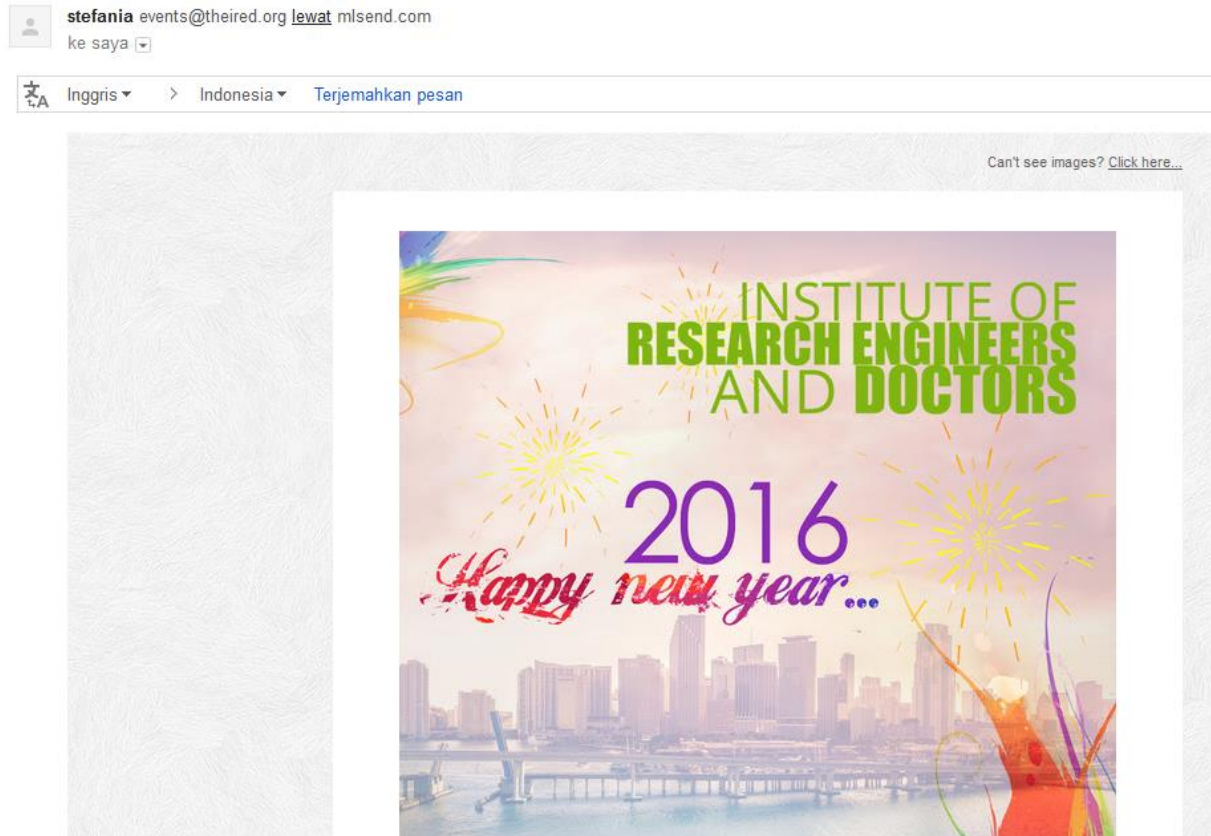 stefania events@theired.org lewat mlsend.com
ke saya
Inggris > Indonesia Terjemahkan pesan
Can't see images? Click here...
INSTITUTE OF
RESEARCH ENGINEERS
AND DOCTORS
2016
Happy new year...